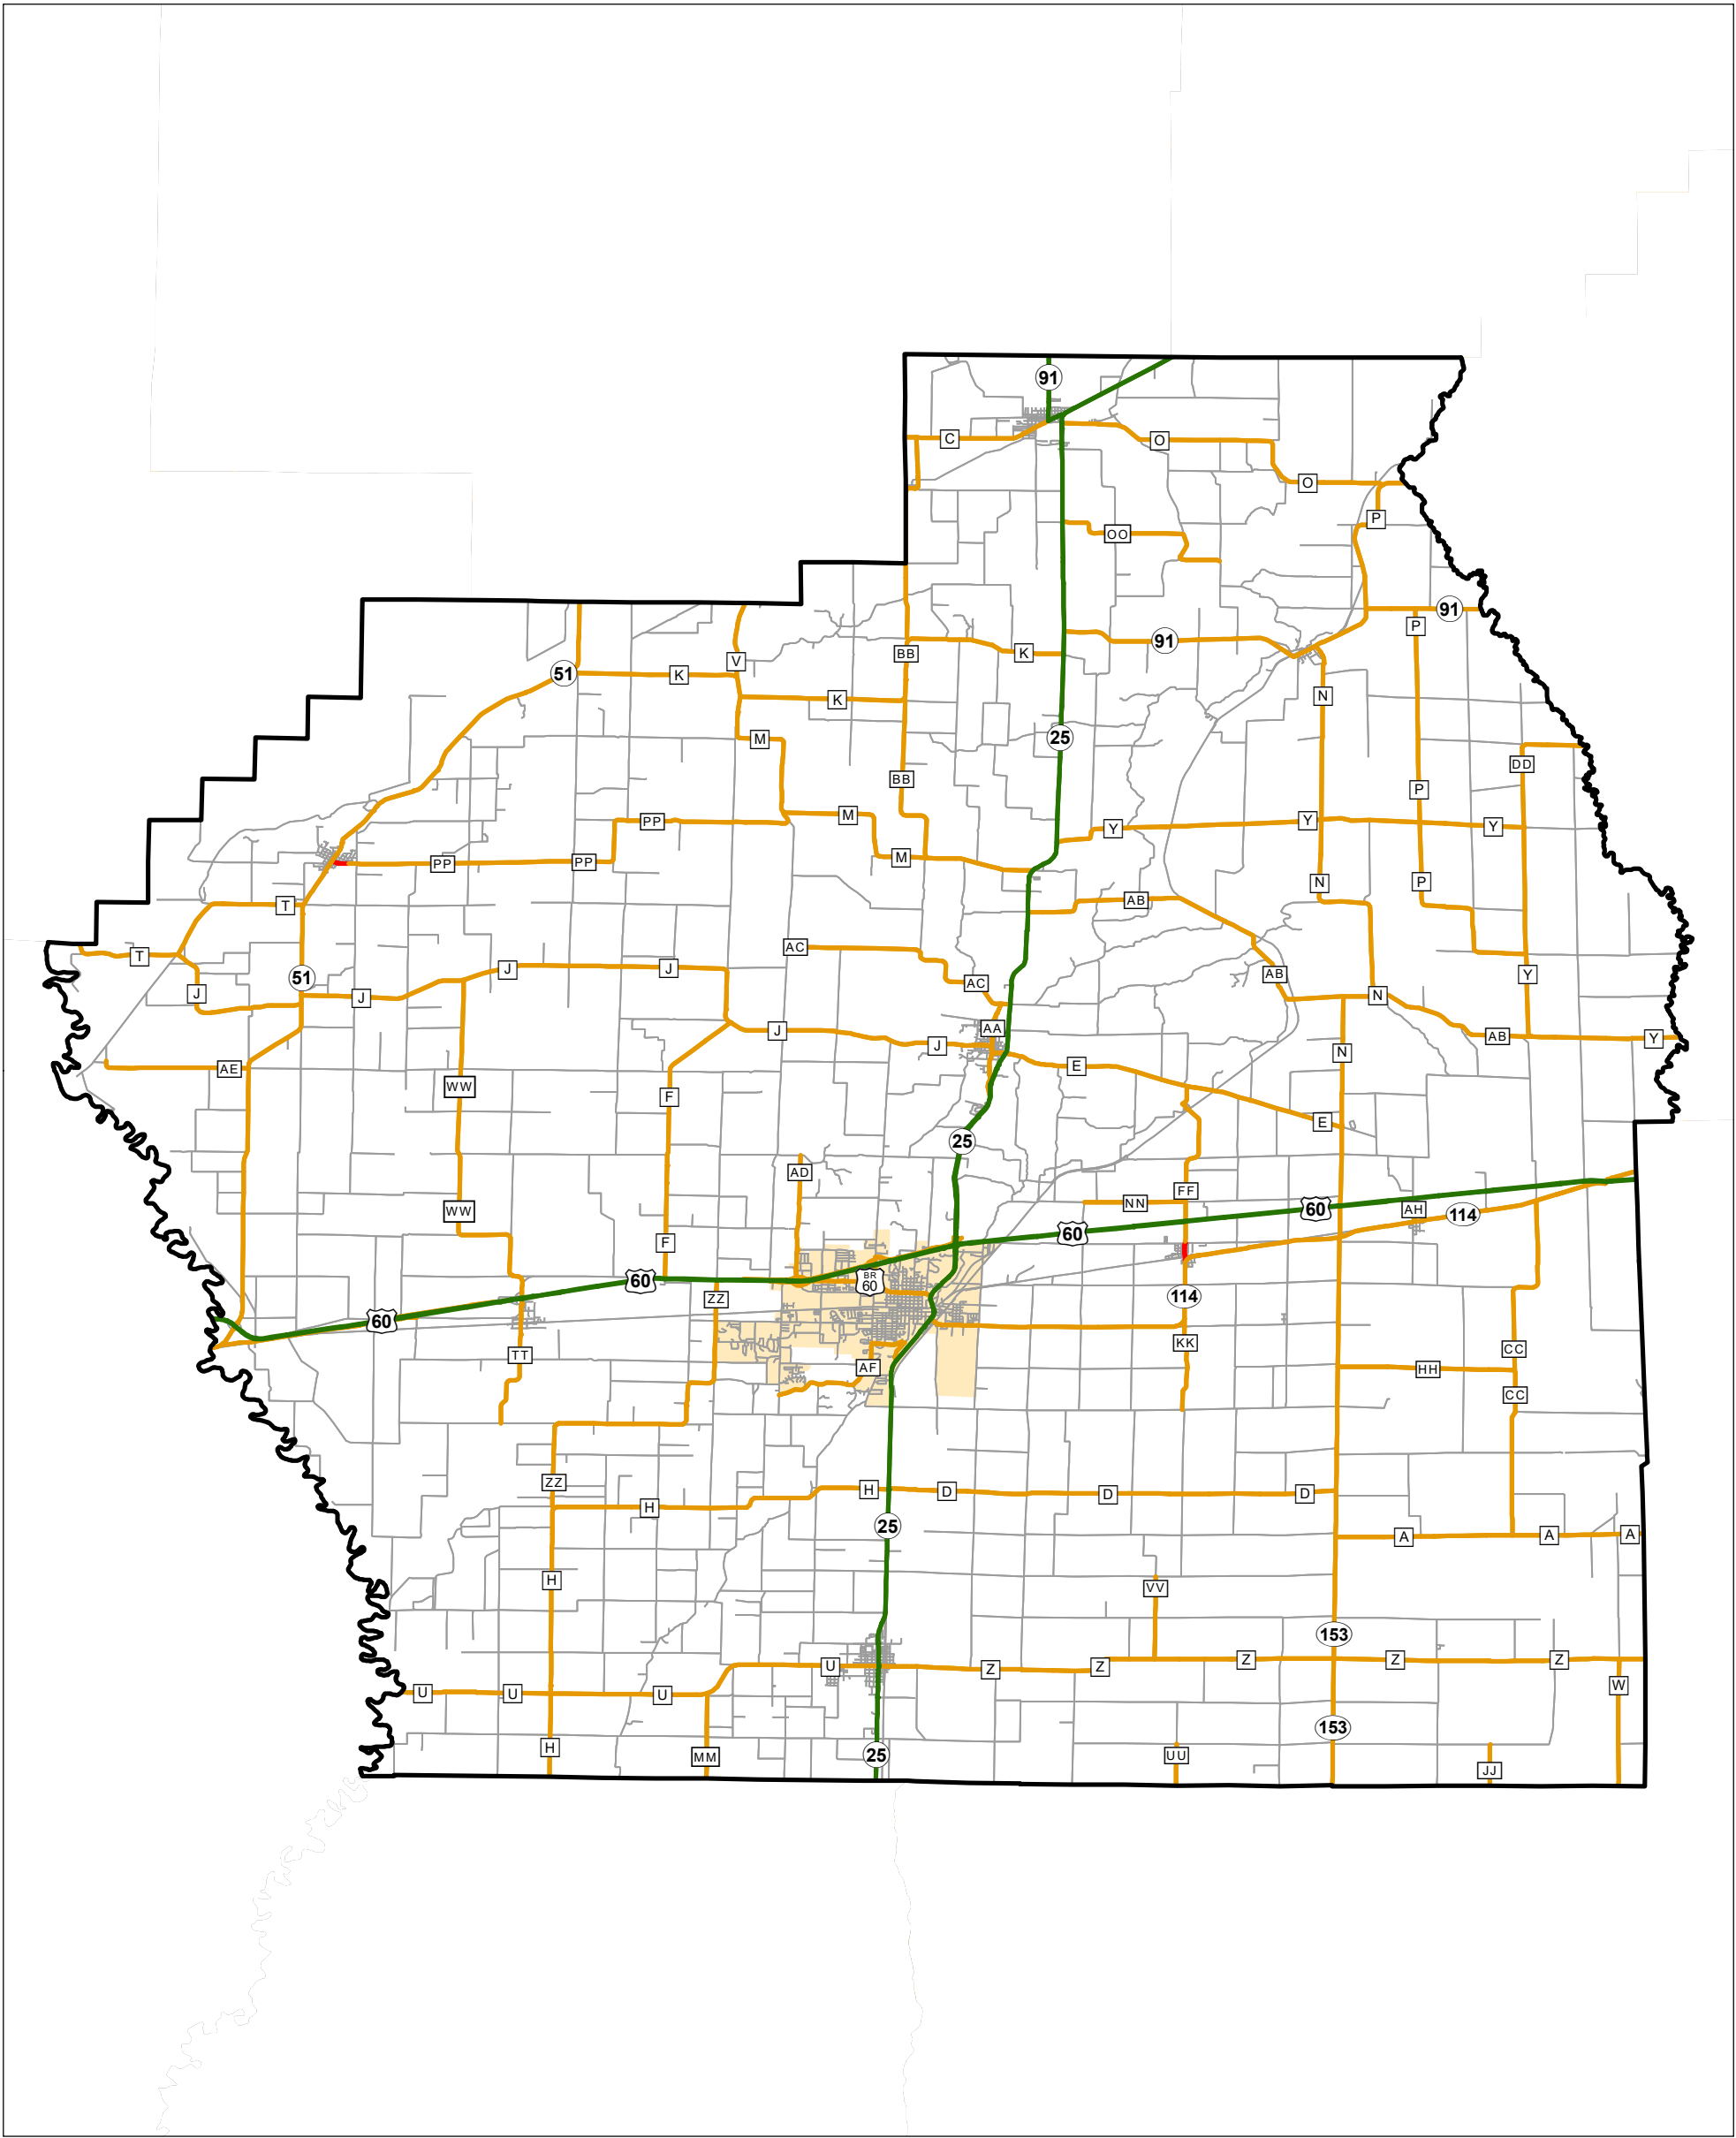 91
C
O
O
P
OO
91
P
91
K
BB
V
51
K
N
K
25
M
DD
BB
P
M
PP
Y
Y
Y
M
PP
PP
P
N
AB
T
AC
T
J
J
AB
Y
51
AC
J
J
N
AA
J
AB
Y
J
N
E
AE
WW
F
E
25
AD
FF
NN
60
AH
WW
114
60
F
60
BR
60
114
ZZ
60
KK
CC
TT
AF
HH
CC
ZZ
H
D
D
D
H
25
A
A
A
H
VV
153
Z
Z
Z
U
Z
Z
W
U
U
U
153
H
25
UU
MM
JJ